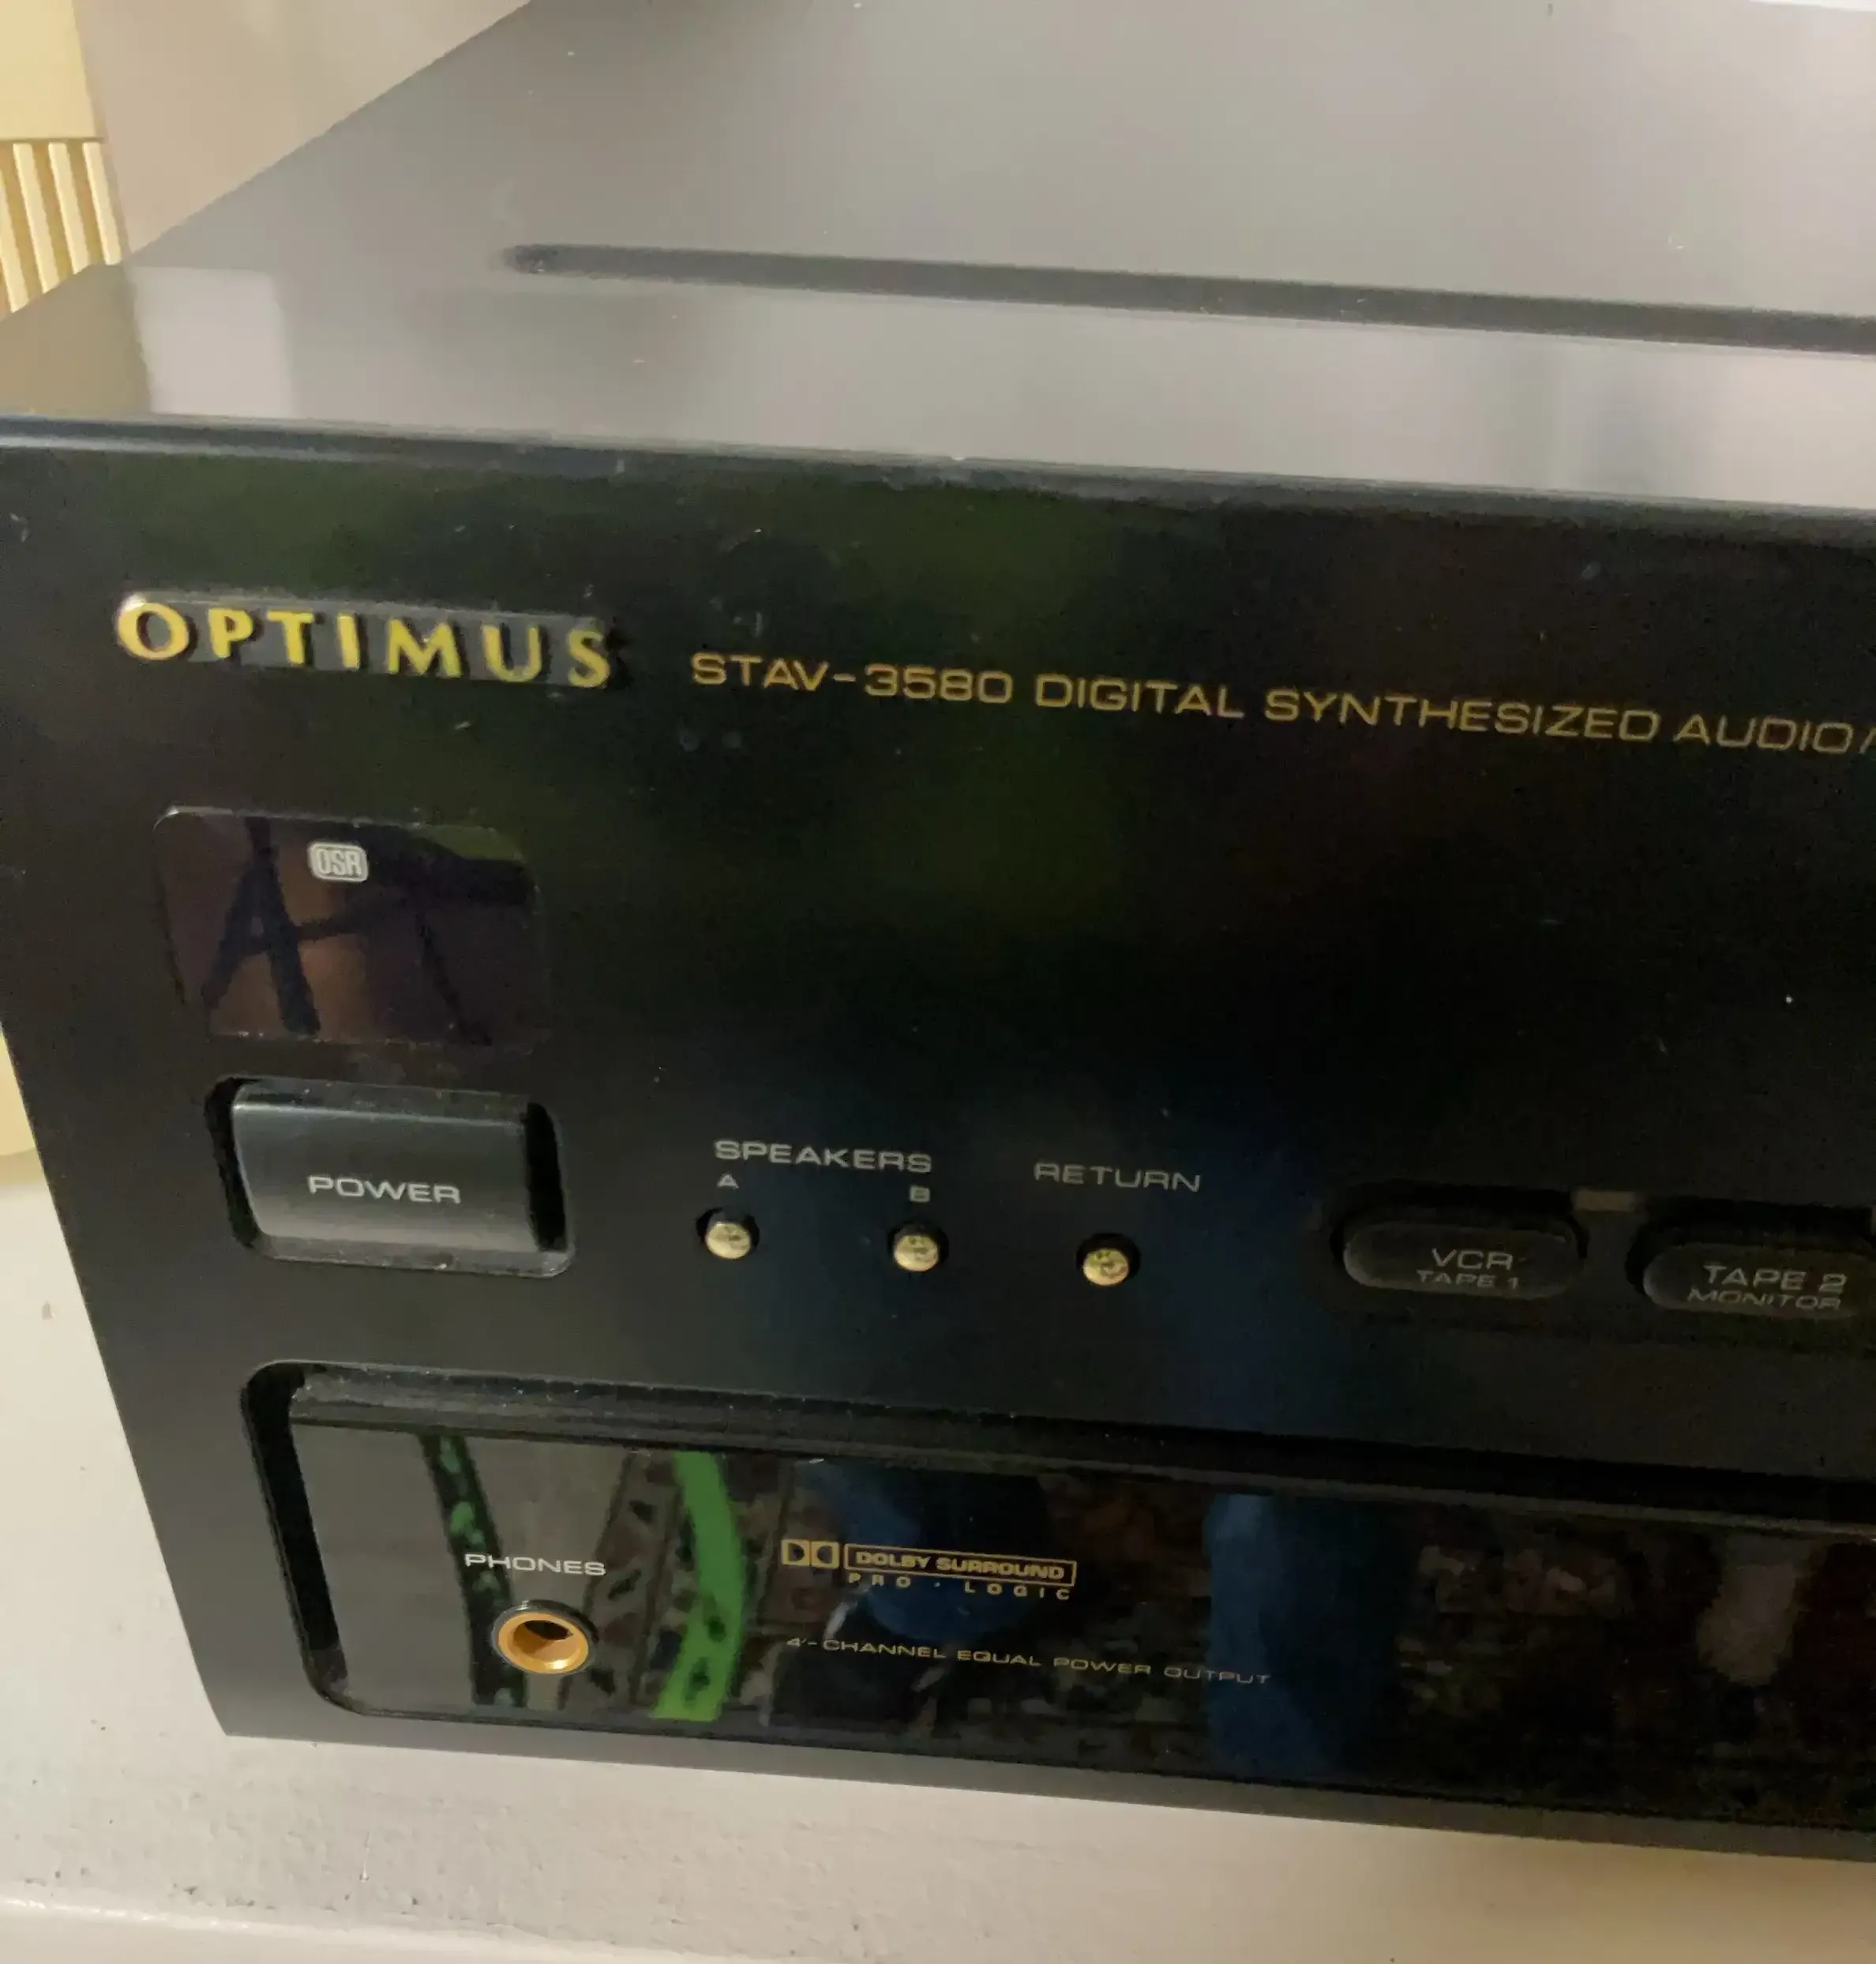 OPTIMUS
STAV-3580 DIGITAL SYNTHESIZED AUDIO/
OSR
POWER
SPEAKERS
A B
RETURN
VCR
TAPE 1
TAPE 2
MONITOR
PHONES
DOLBY SURROUND
PRO · LOGIC
4-CHANNEL EQUAL POWER OUTPUT